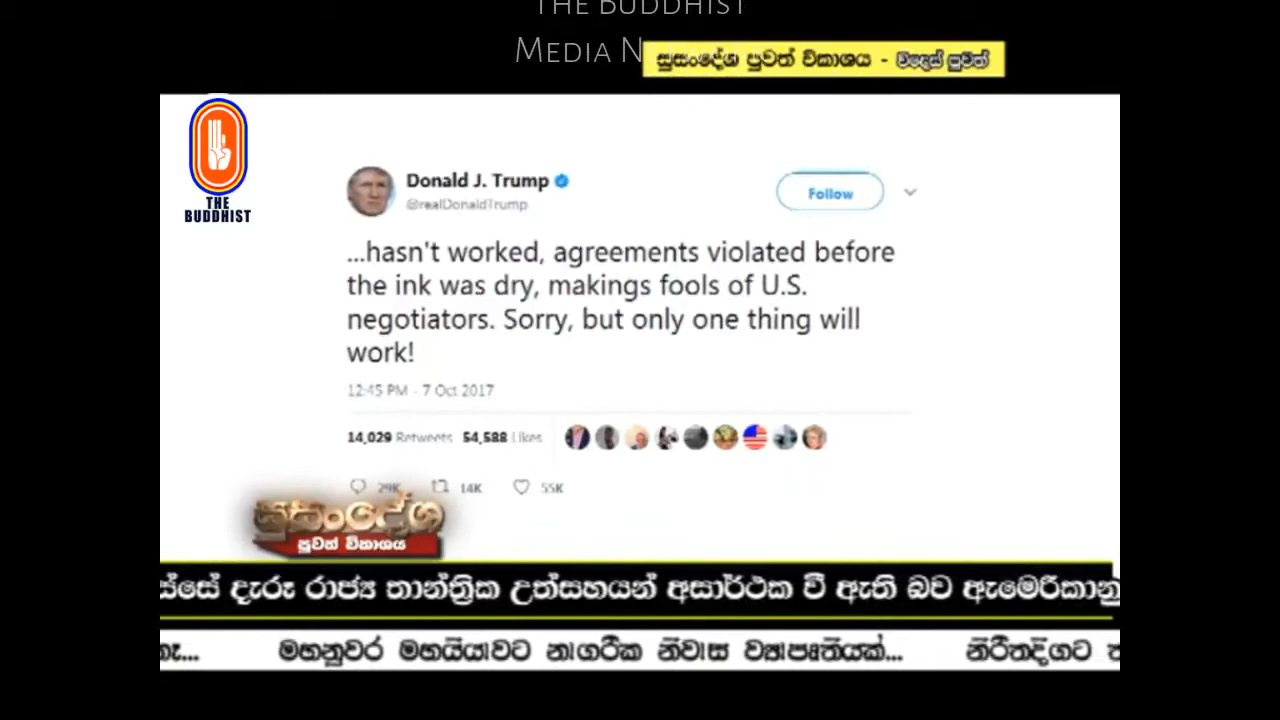 THE BUDDHIST
MEDIA N
සුසංදේශ පුවත් විකාශය - විදෙස් පුවත්
THE
BUDDHIST
Donald J. Trump
@realDonaldTrump
Follow
...hasn't worked, agreements violated before
the ink was dry, makings fools of U.S.
negotiators. Sorry, but only one thing will
work!
12:45 PM - 7 Oct 2017
14,029 Retweets 54,588 Likes
29K 14K 55K
සුසංදේශ
පුවත් විකාශය
ස්සේ දැරූ රාජ්‍ය තාන්ත්‍රික උත්සහයන් අසාර්ථක වී ඇති බව ඇමෙරිකානු
මහනුවර මහයියාවට නාගරික නිවාස ව්‍යාපෘතියක්... නිරිතදිගට